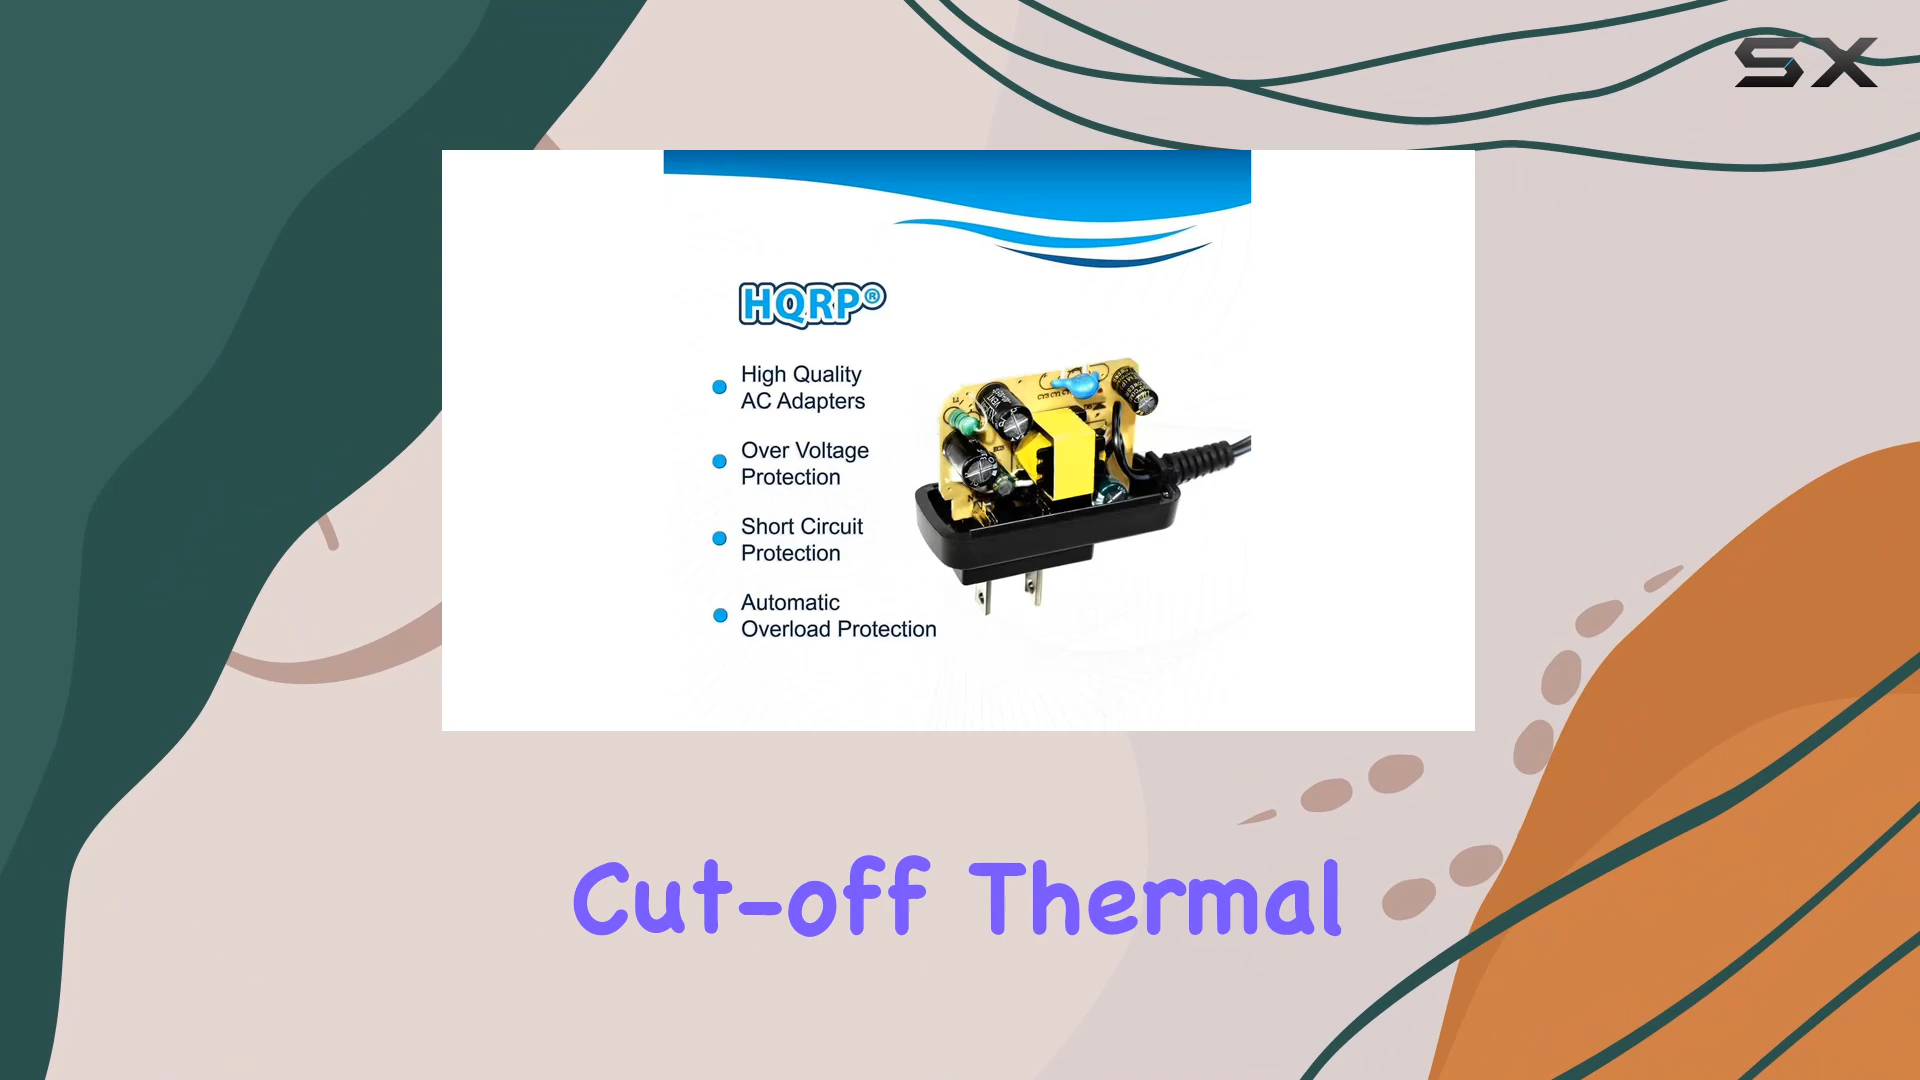 SX
HQRP®
High Quality
AC Adapters
Over Voltage
Protection
Short Circuit
Protection
Automatic
Overload Protection
Cut-off Thermal